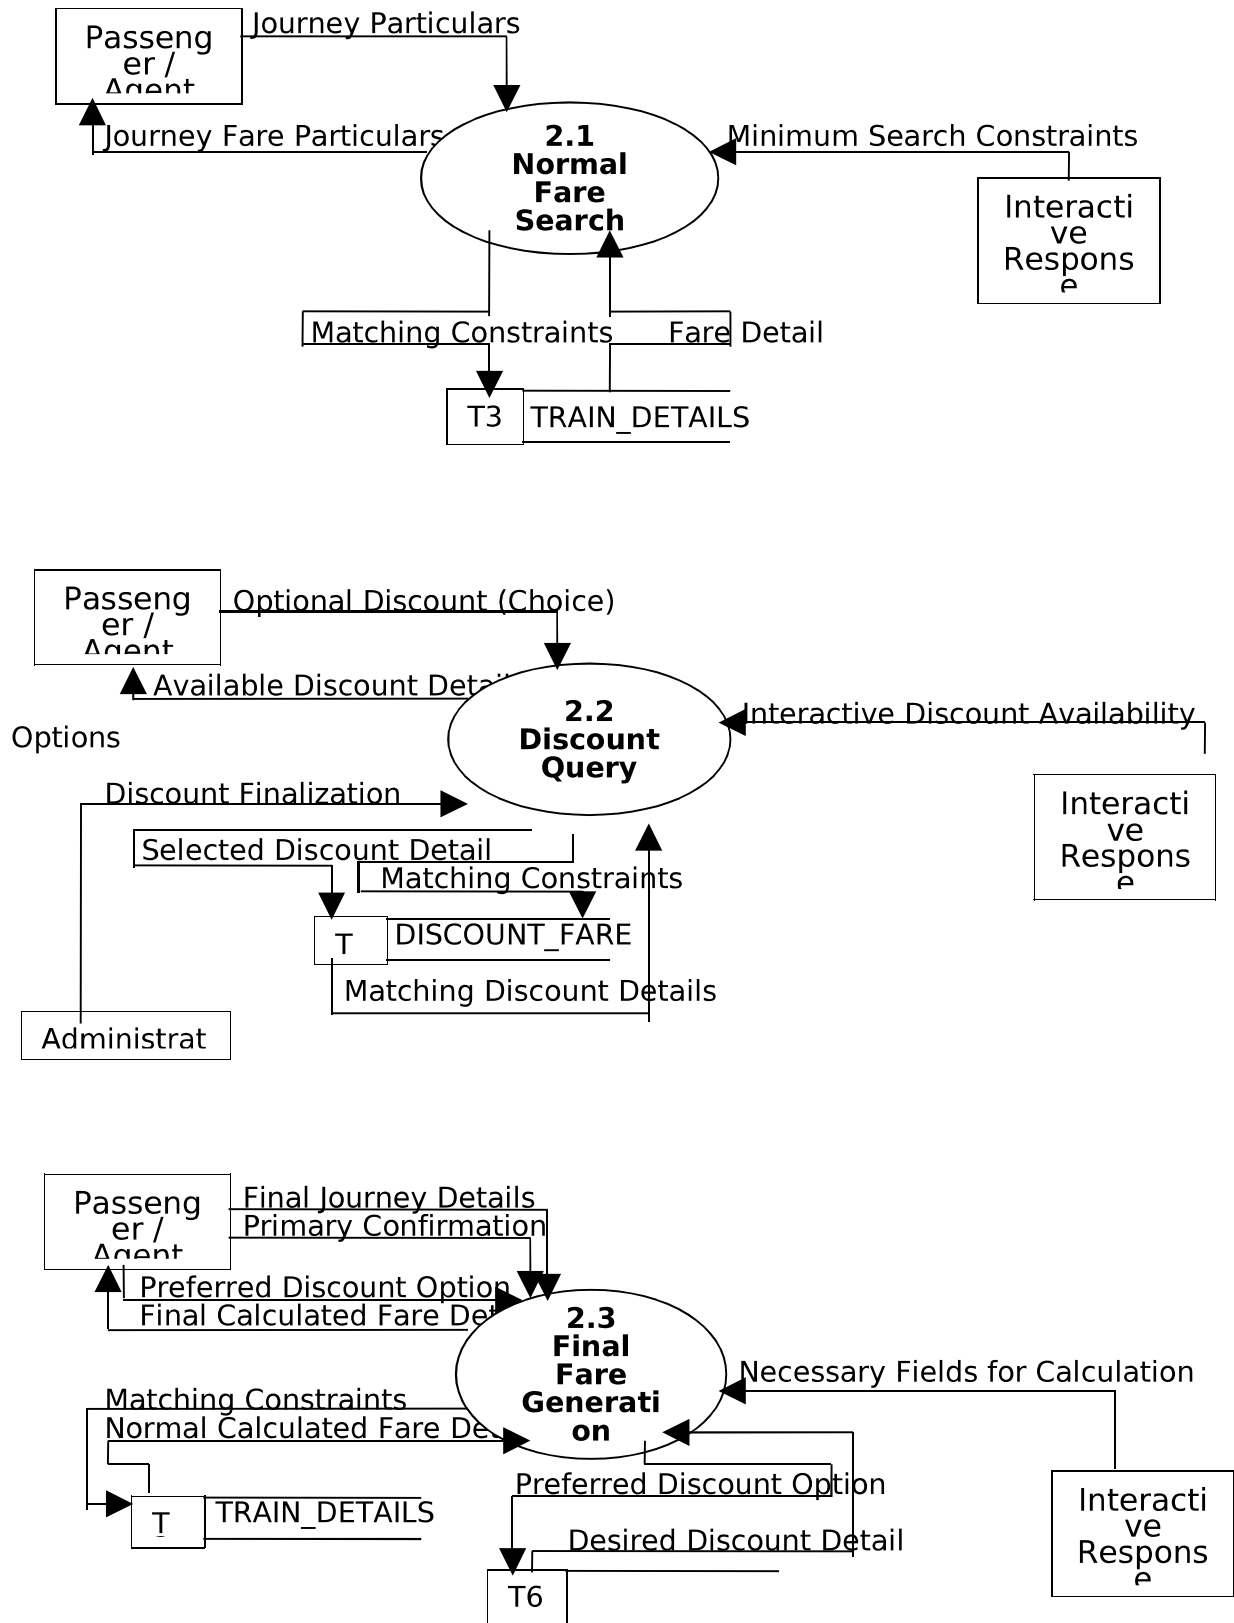 Journey Particulars
Passeng
er /
Agent
Journey Fare Particulars
2.1
Normal
Fare
Search
Minimum Search Constraints
Interacti
ve
Respons
e
Matching Constraints
Fare Detail
T3
TRAIN_DETAILS
Passeng
er /
Agent
Optional Discount (Choice)
Available Discount Detai
Options
2.2
Discount
Query
Interactive Discount Availability
Interacti
ve
Respons
e
Discount Finalization
Selected Discount Detail
Matching Constraints
T
DISCOUNT_FARE
Matching Discount Details
Administrat
Passeng
er /
Agent
Final Journey Details
Primary Confirmation
Preferred Discount Option
Final Calculated Fare Det
2.3
Final
Fare
Generati
on
Necessary Fields for Calculation
Interacti
ve
Respons
e
Matching Constraints
Normal Calculated Fare De
T
TRAIN_DETAILS
Preferred Discount Option
Desired Discount Detail
T6